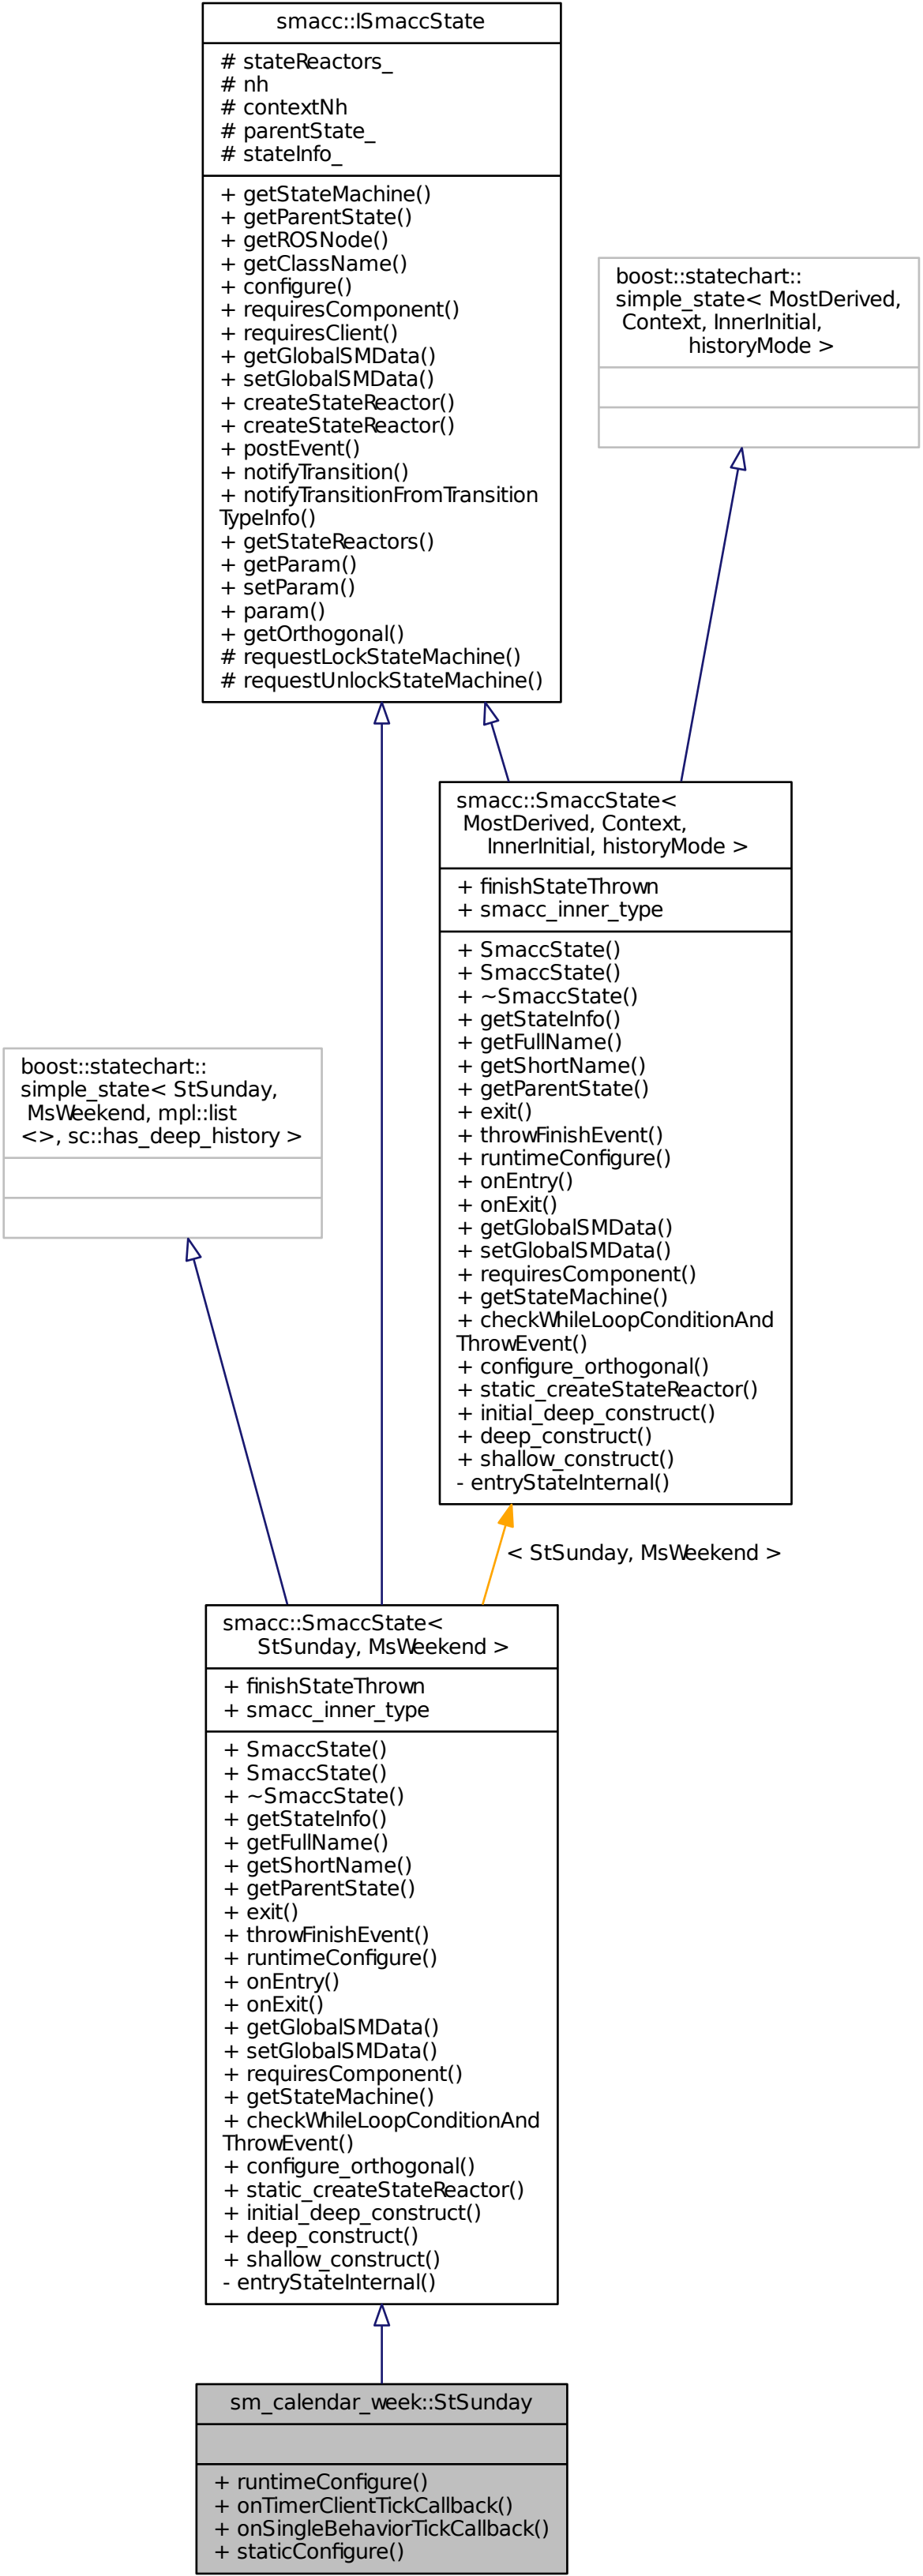 smacc::ISmaccState
# stateReactors_
# nh
# contextNh
# parentState_
# stateInfo_
+ getStateMachine()
+ getParentState()
+ getROSNode()
+ getClassName()
+ configure()
+ requiresComponent()
+ requiresClient()
+ getGlobalSMData()
+ setGlobalSMData()
+ createStateReactor()
+ createStateReactor()
+ postEvent()
+ notifyTransition()
+ notifyTransitionFromTransition
TypeInfo()
+ getStateReactors()
+ getParam()
+ setParam()
+ param()
+ getOrthogonal()
# requestLockStateMachine()
# requestUnlockStateMachine()
boost::statechart::
simple_state< MostDerived,
Context, InnerInitial,
historyMode >
smacc::SmaccState<
MostDerived, Context,
InnerInitial, historyMode >
+ finishStateThrown
+ smacc_inner_type
+ SmaccState()
+ SmaccState()
+ ~SmaccState()
+ getStateInfo()
+ getFullName()
+ getShortName()
+ getParentState()
+ exit()
+ throwFinishEvent()
+ runtimeConfigure()
+ onEntry()
+ onExit()
+ getGlobalSMData()
+ setGlobalSMData()
+ requiresComponent()
+ getStateMachine()
+ checkWhileLoopConditionAnd
ThrowEvent()
+ configure_orthogonal()
+ static_createStateReactor()
+ initial_deep_construct()
+ deep_construct()
+ shallow_construct()
- entryStateInternal()
boost::statechart::
simple_state< StSunday,
MsWeekend, mpl::list
<>, sc::has_deep_history >
< StSunday, MsWeekend >
smacc::SmaccState<
StSunday, MsWeekend >
+ finishStateThrown
+ smacc_inner_type
+ SmaccState()
+ SmaccState()
+ ~SmaccState()
+ getStateInfo()
+ getFullName()
+ getShortName()
+ getParentState()
+ exit()
+ throwFinishEvent()
+ runtimeConfigure()
+ onEntry()
+ onExit()
+ getGlobalSMData()
+ setGlobalSMData()
+ requiresComponent()
+ getStateMachine()
+ checkWhileLoopConditionAnd
ThrowEvent()
+ configure_orthogonal()
+ static_createStateReactor()
+ initial_deep_construct()
+ deep_construct()
+ shallow_construct()
- entryStateInternal()
sm_calendar_week::StSunday
+ runtimeConfigure()
+ onTimerClientTickCallback()
+ onSingleBehaviorTickCallback()
+ staticConfigure()